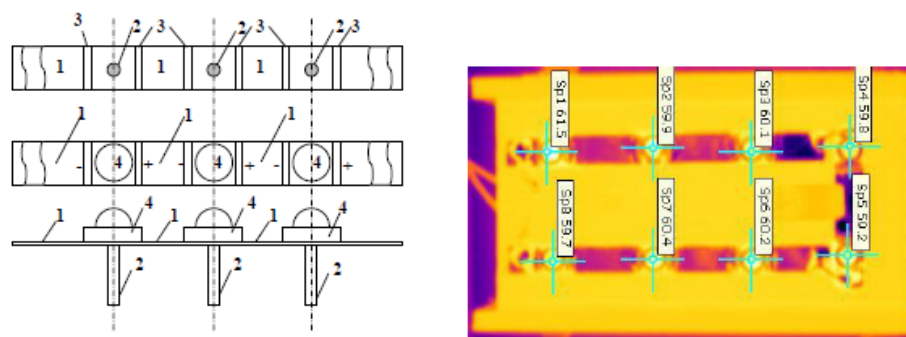 3 2 3 3 2 3 2 3
1 1 1
1 1 1
- 4 + - 4 + - 4 +
1 4 1 4 1 4
2 2 2
Sp1 61.5
Sp2 59.9
Sp3 60.1
Sp4 59.8
Sp8 59.7
Sp7 60.4
Sp6 60.2
Sp5 59.2